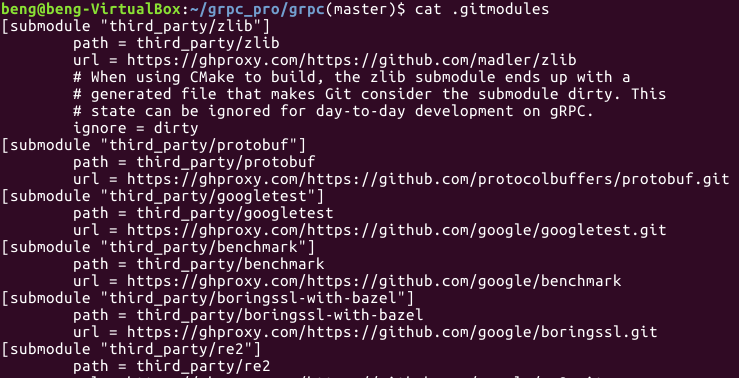 beng@beng-VirtualBox:~/grpc_pro/grpc(master)$ cat .gitmodules
[submodule "third_party/zlib"]
        path = third_party/zlib
        url = https://ghproxy.com/https://github.com/madler/zlib
        # When using CMake to build, the zlib submodule ends up with a
        # generated file that makes Git consider the submodule dirty. This
        # state can be ignored for day-to-day development on gRPC.
        ignore = dirty
[submodule "third_party/protobuf"]
        path = third_party/protobuf
        url = https://ghproxy.com/https://github.com/protocolbuffers/protobuf.git
[submodule "third_party/googletest"]
        path = third_party/googletest
        url = https://ghproxy.com/https://github.com/google/googletest.git
[submodule "third_party/benchmark"]
        path = third_party/benchmark
        url = https://ghproxy.com/https://github.com/google/benchmark
[submodule "third_party/boringssl-with-bazel"]
        path = third_party/boringssl-with-bazel
        url = https://ghproxy.com/https://github.com/google/boringssl.git
[submodule "third_party/re2"]
        path = third_party/re2